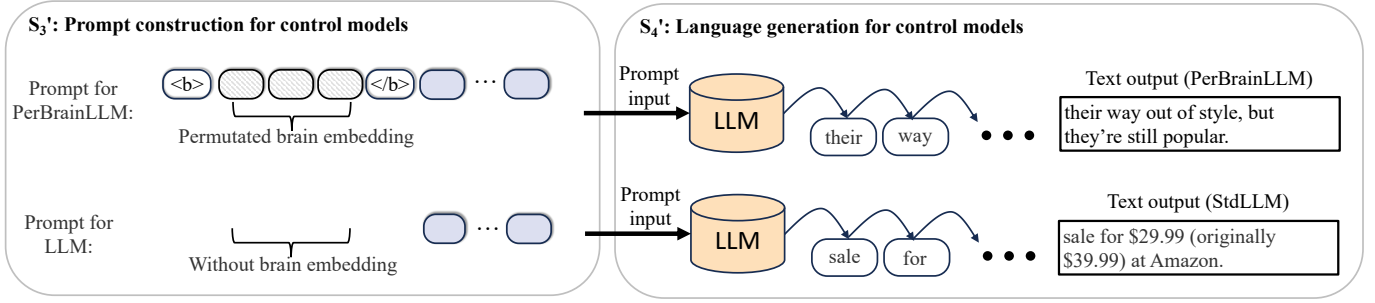 S₃': Prompt construction for control models
Prompt for
PerBrainLLM:
<b>
</b>
...
Permutated brain embedding
Prompt for
LLM:
...
Without brain embedding
S₄': Language generation for control models
Prompt
input
LLM
their
way
Text output (PerBrainLLM)
their way out of style, but
they're still popular.
Prompt
input
LLM
sale
for
Text output (StdLLM)
sale for $29.99 (originally
$39.99) at Amazon.